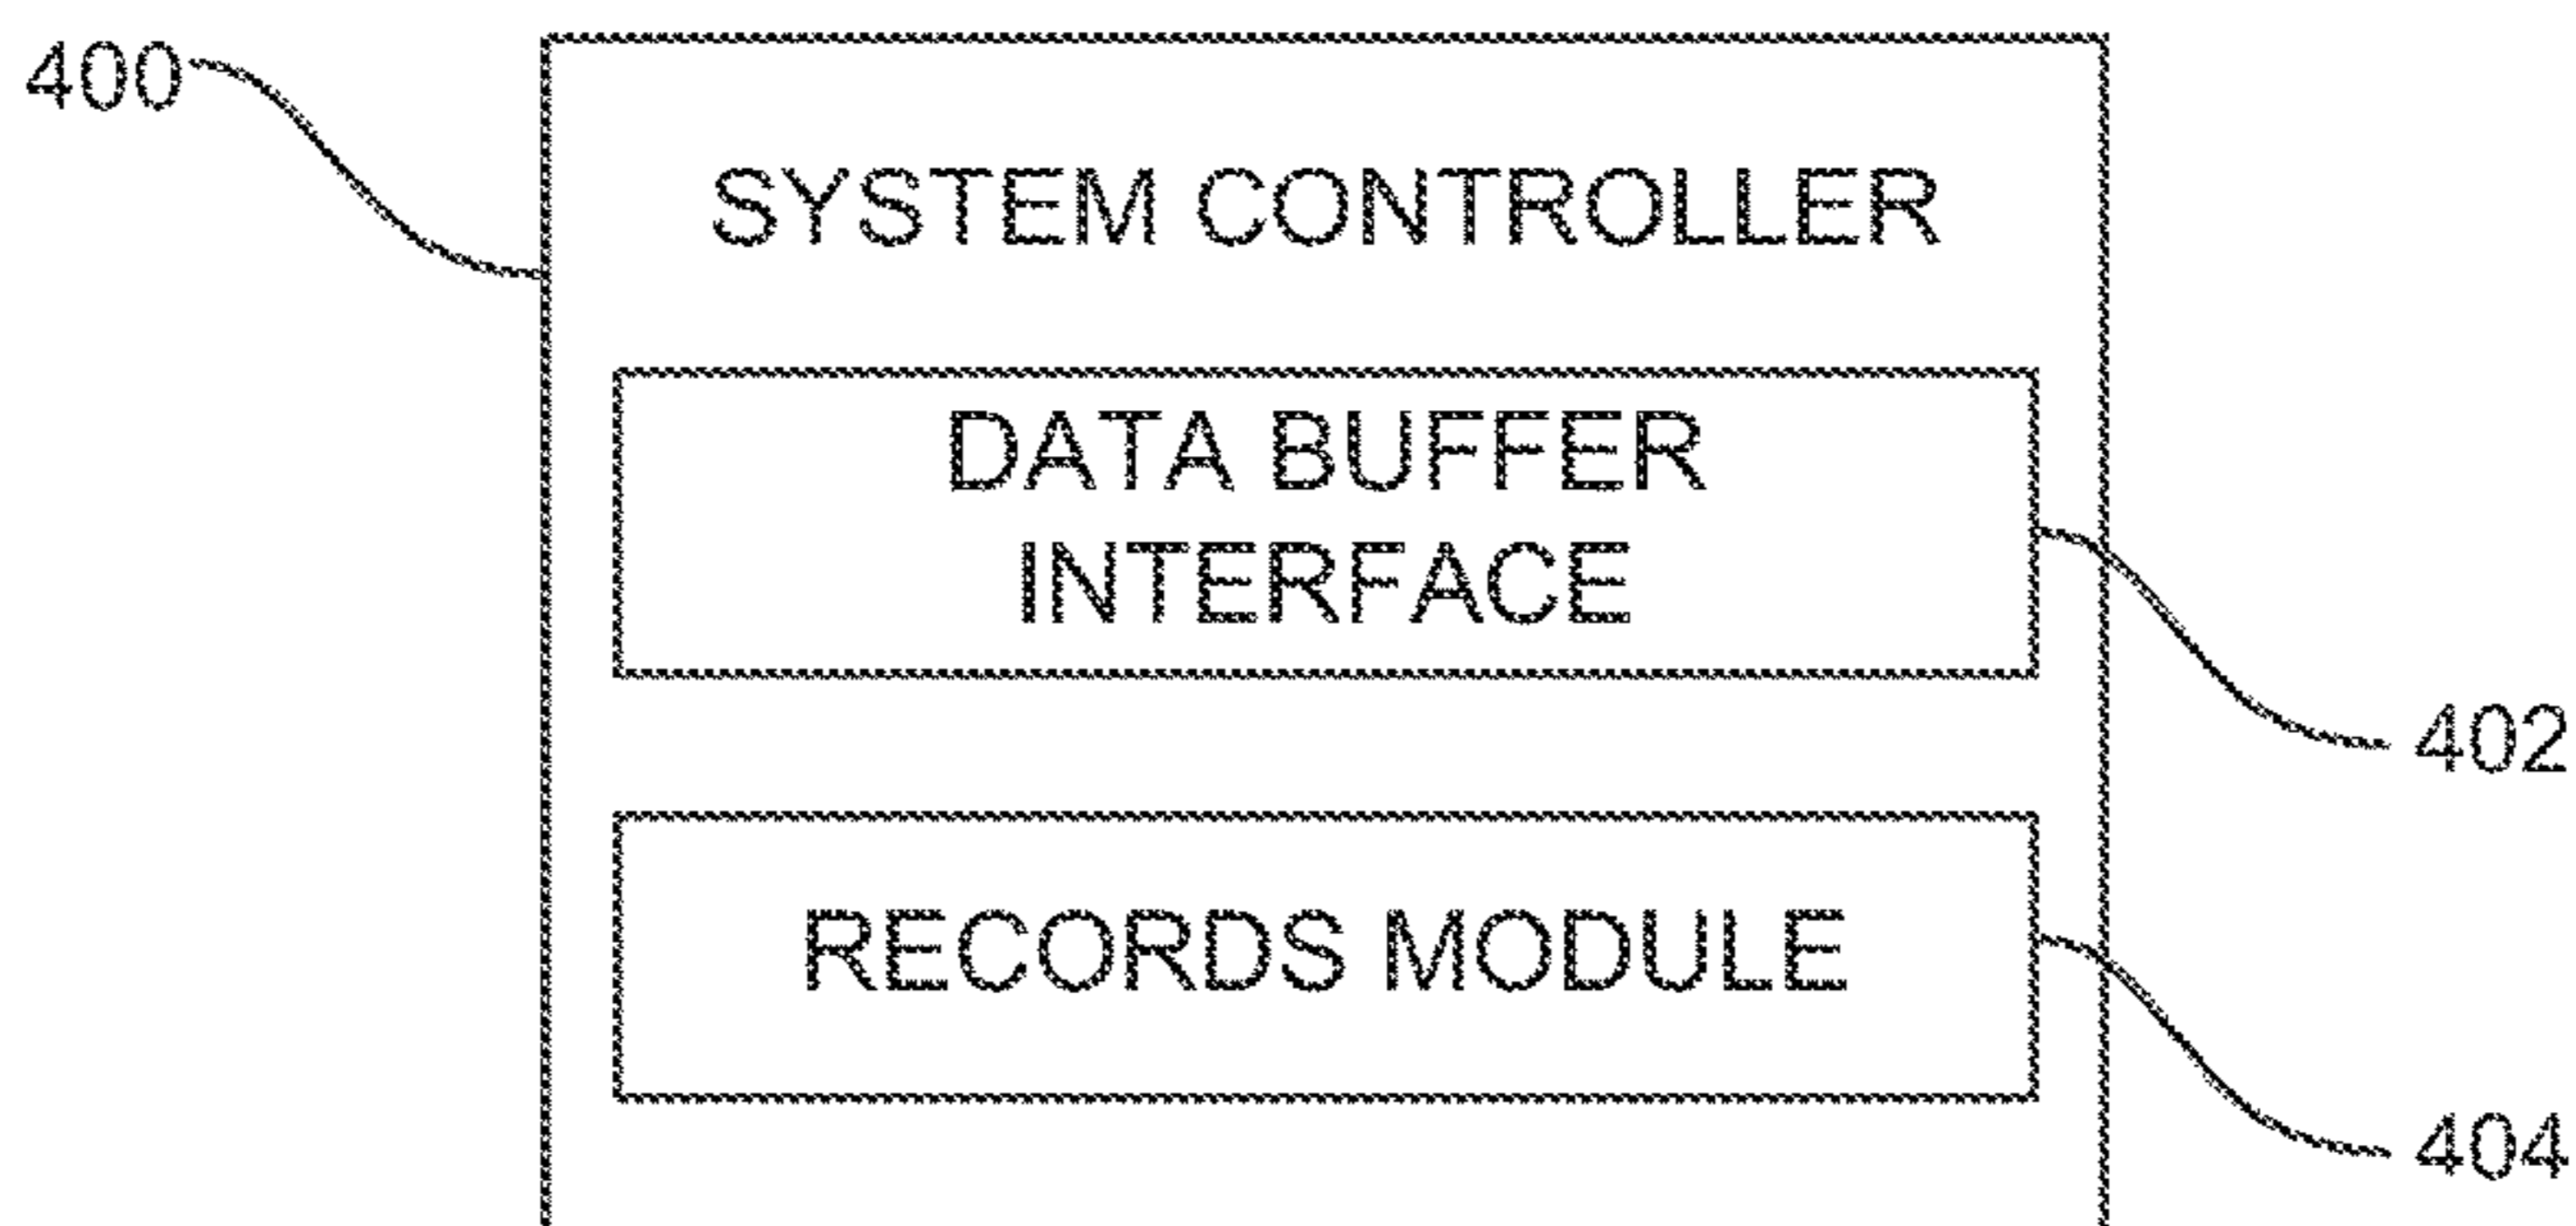 400
SYSTEM CONTROLLER
DATA BUFFER
INTERFACE
402
RECORDS MODULE
404